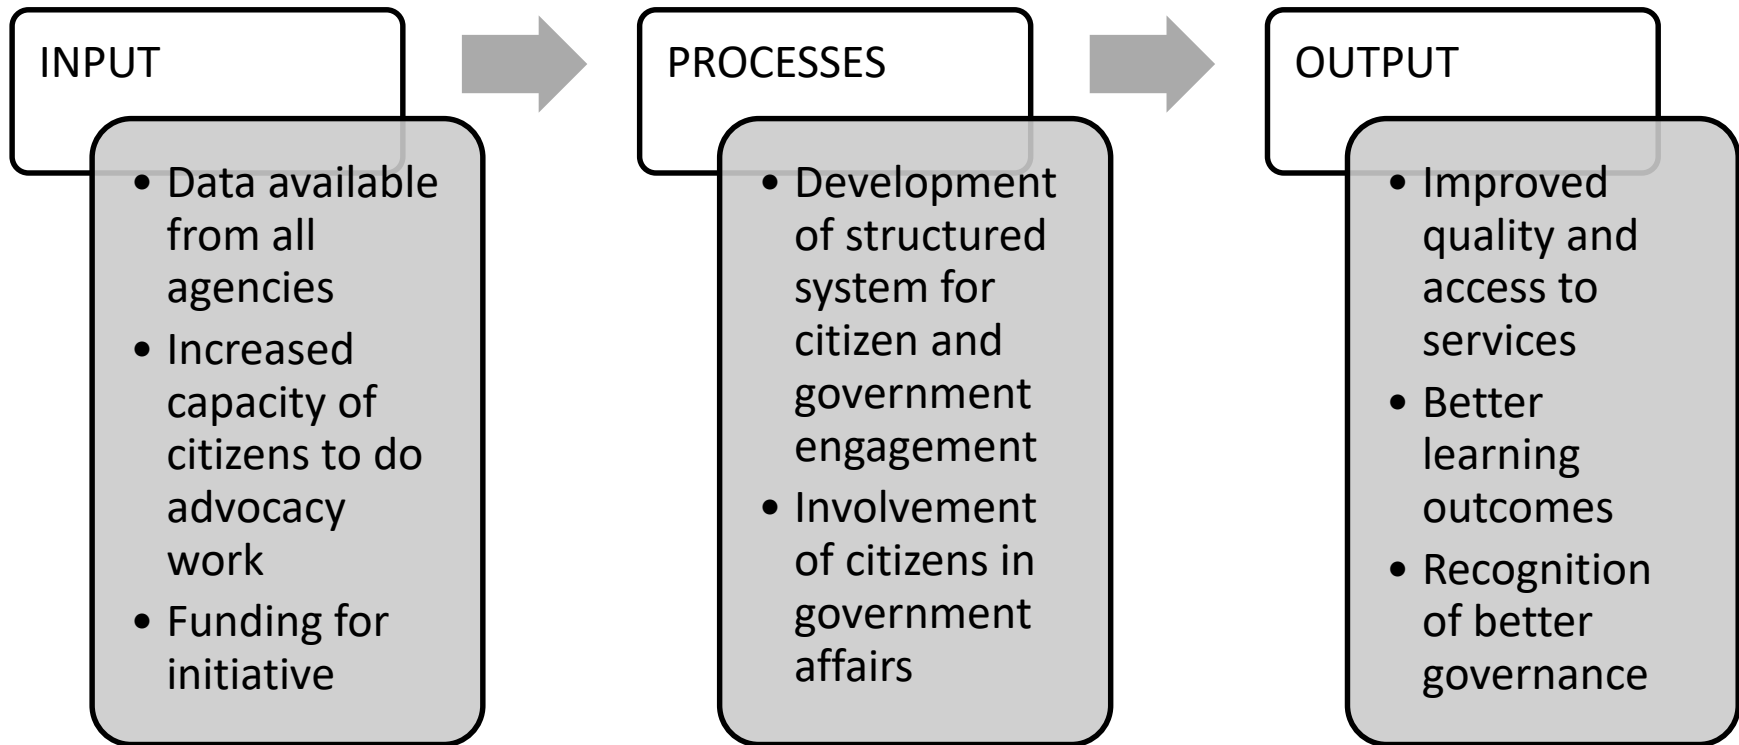 INPUT
• Data available
from all
agencies
• Increased
capacity of
citizens to do
advocacy
work
• Funding for
initiative
PROCESSES
• Development
of structured
system for
citizen and
government
engagement
• Involvement
of citizens in
government
affairs
OUTPUT
• Improved
quality and
access to
services
• Better
learning
outcomes
• Recognition
of better
governance